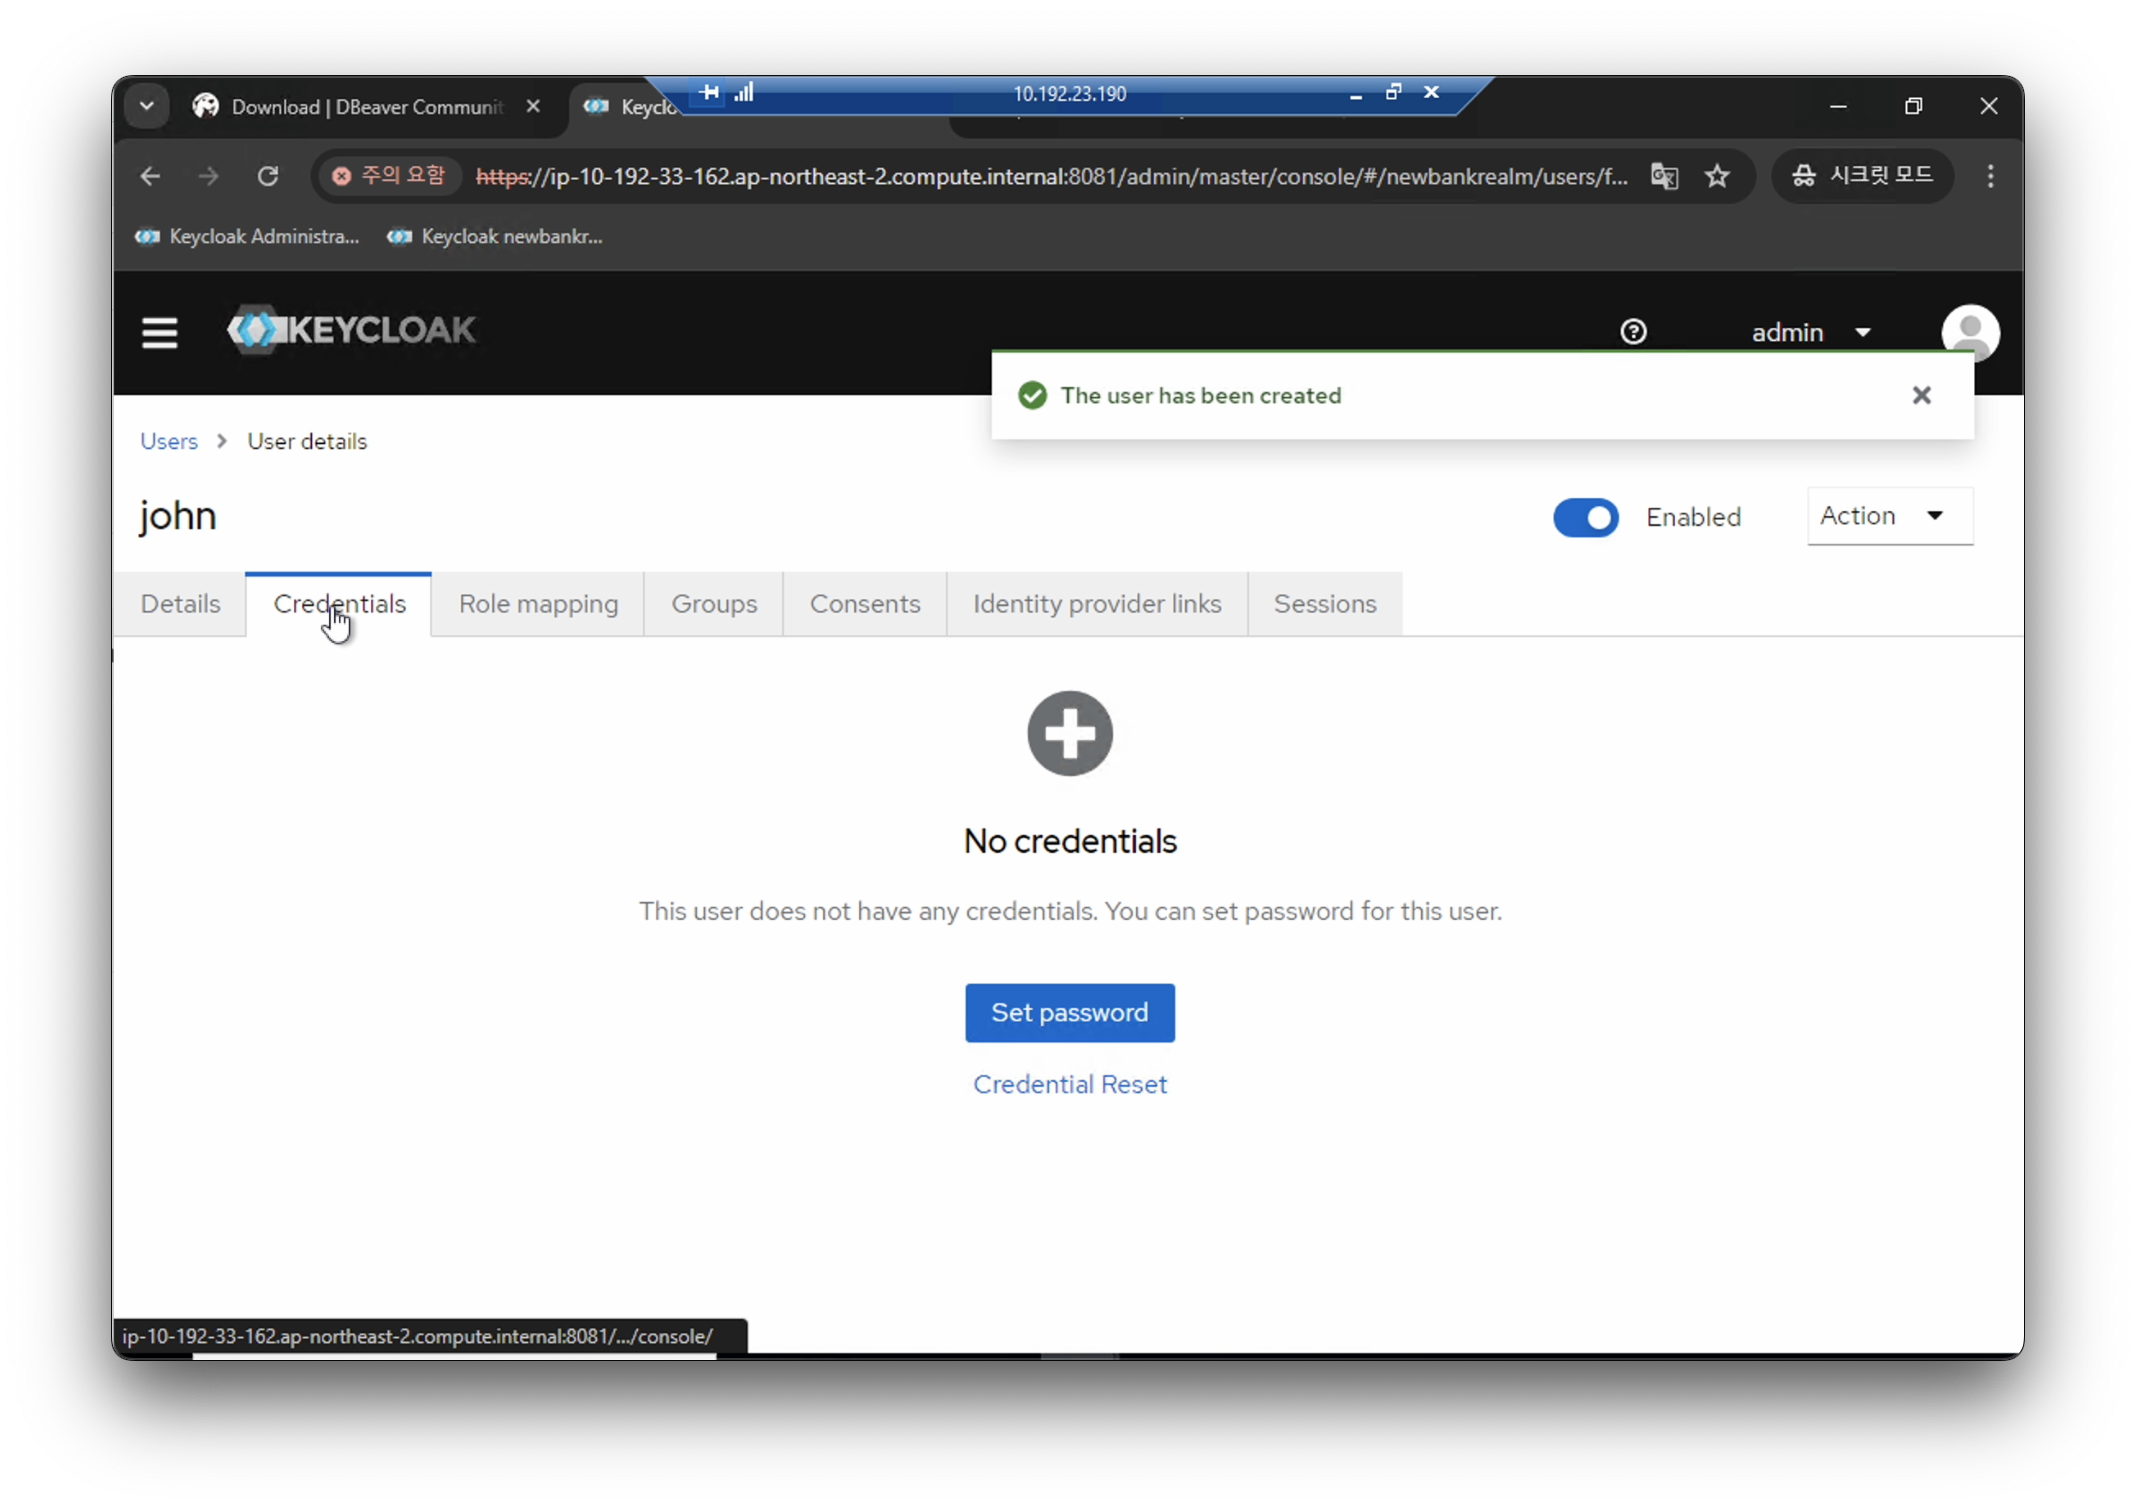 Download | DBeaver Communit
Keyclo
10.192.23.190
주의 요함
https://ip-10-192-33-162.ap-northeast-2.compute.internal:8081/admin/master/console/#/newbankrealm/users/f...
시크릿 모드
Keycloak Administra...
Keycloak newbankr...
KEYCLOAK
admin
The user has been created
Users
User details
john
Enabled
Action
Details
Credentials
Role mapping
Groups
Consents
Identity provider links
Sessions
No credentials
This user does not have any credentials. You can set password for this user.
Set password
Credential Reset
ip-10-192-33-162.ap-northeast-2.compute.internal:8081/.../console/